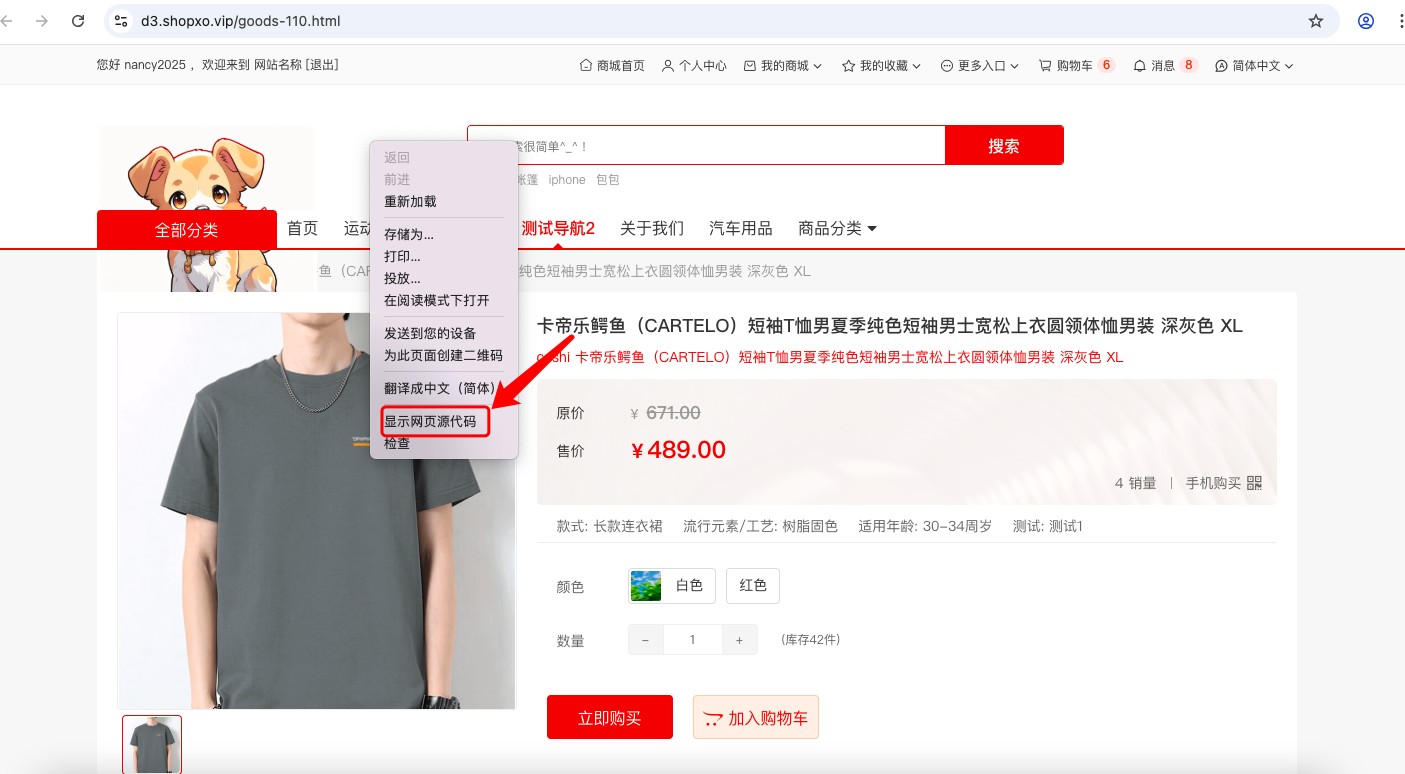 d3.shopxo.vip/goods-110.html
您好 nancy2025 ，欢迎来到 网站名称 [退出]
商城首页 个人中心 我的商城 我的收藏 更多入口 购物车 6 消息 8 简体中文
索很简单^_^！ 搜索
帐篷 iphone 包包
全部分类 首页 运动 测试导航2 关于我们 汽车用品 商品分类
鱼（CAR 纯色短袖男士宽松上衣圆领体恤男装 深灰色 XL
返回
前进
重新加载
存储为...
打印...
投放...
在阅读模式下打开
发送到您的设备
为此页面创建二维码
翻译成中文（简体）
显示网页源代码
检查
卡帝乐鳄鱼（CARTELO）短袖T恤男夏季纯色短袖男士宽松上衣圆领体恤男装 深灰色 XL
卡帝乐鳄鱼（CARTELO）短袖T恤男夏季纯色短袖男士宽松上衣圆领体恤男装 深灰色 XL
原价 ￥ 671.00
售价 ￥489.00
4 销量 手机购买
款式: 长款连衣裙 流行元素/工艺: 树脂固色 适用年龄: 30-34周岁 测试: 测试1
颜色 白色 红色
数量 - 1 + (库存42件)
立即购买 加入购物车